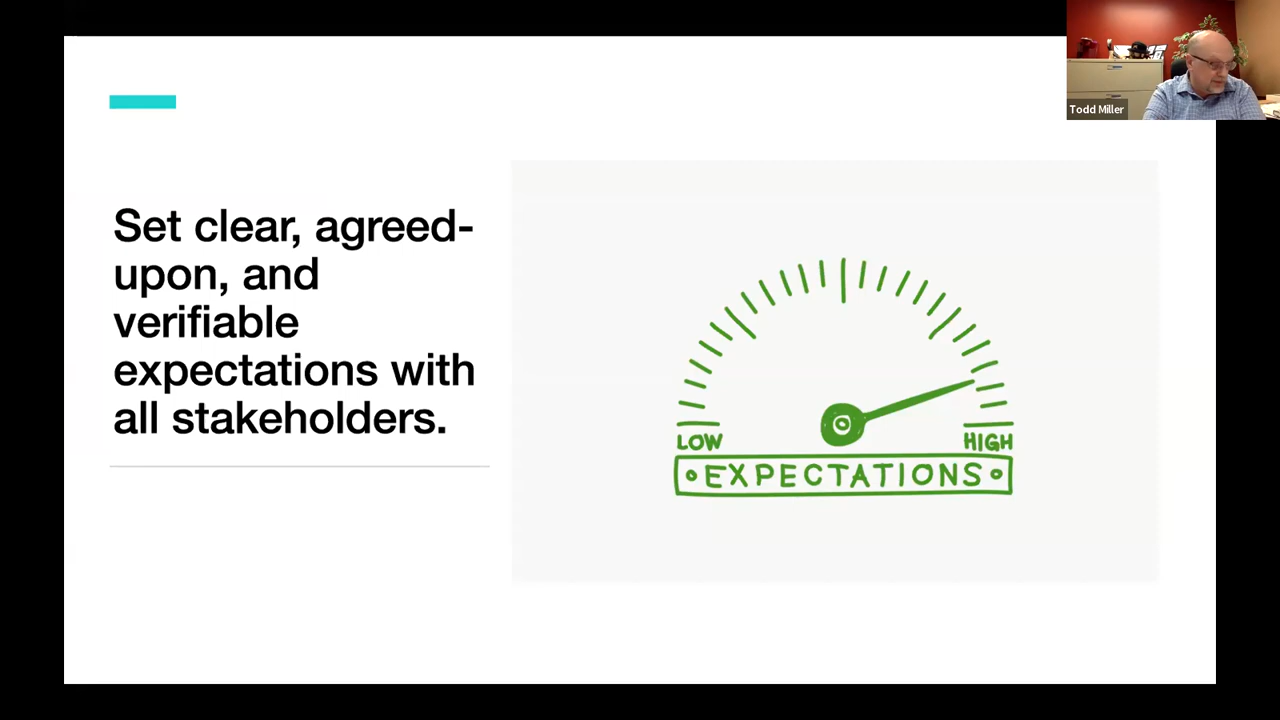 Todd Miller
Set clear, agreed-
upon, and
verifiable
expectations with
all stakeholders.
LOW
HIGH
EXPECTATIONS